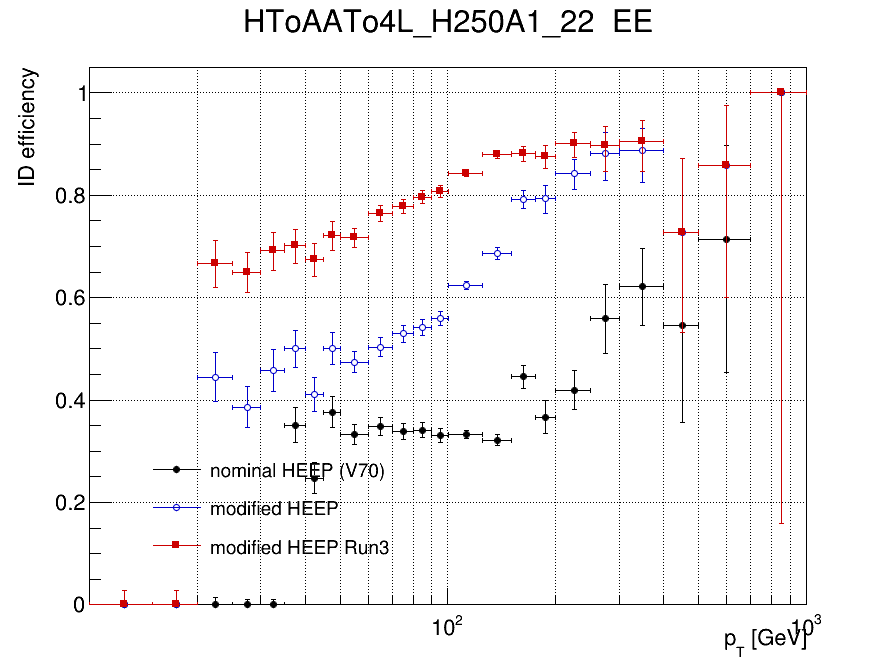 HToAATo4L_H250A1_22 EE
ID efficiency
1
0.8
0.6
0.4
0.2
0
nominal HEEP (V70)
modified HEEP
modified HEEP Run3
10²
10³
p_T [GeV]